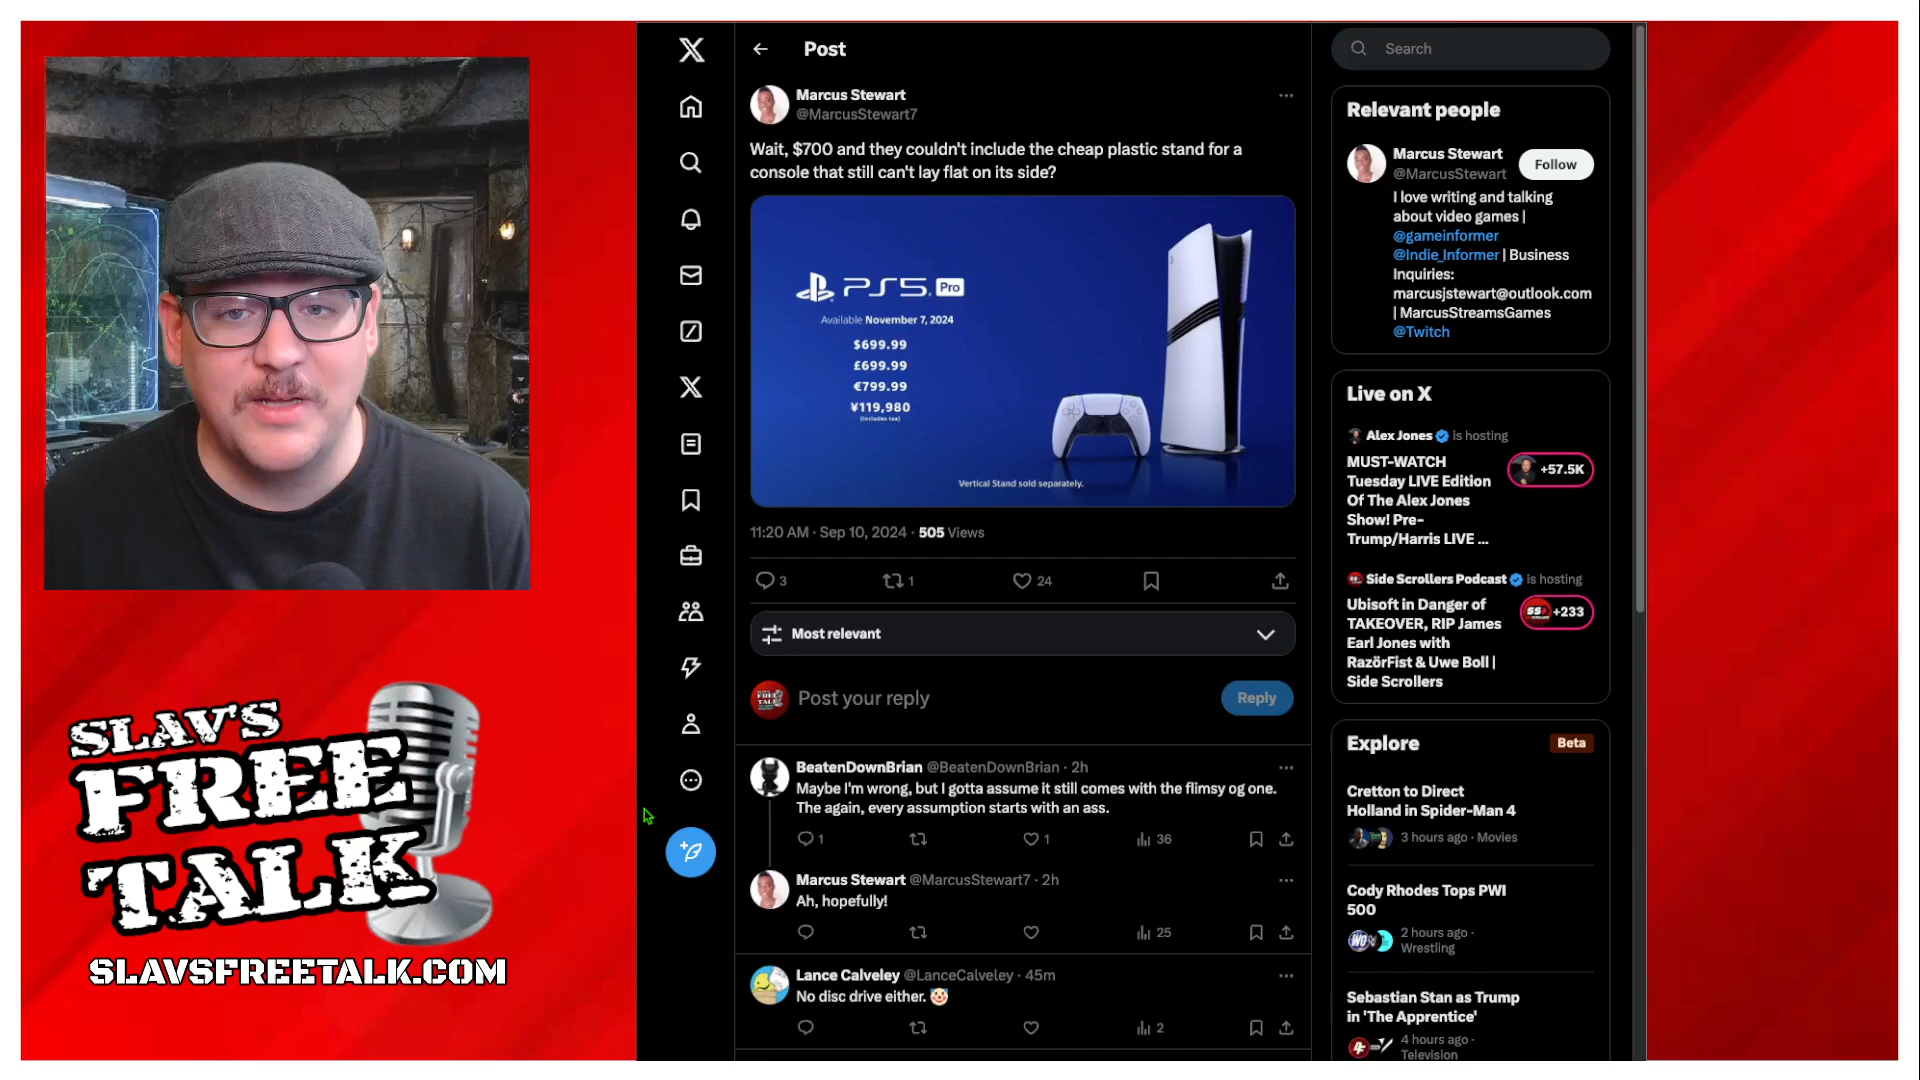 Post
Marcus Stewart
@MarcusStewart7
Wait, $700 and they couldn't include the cheap plastic stand for a
console that still can't lay flat on its side?
PS5 Pro
Available November 7, 2024
$699.99
£699.99
€799.99
¥119,980
(includes tax)
Vertical Stand sold separately.
11:20 AM · Sep 10, 2024 · 505 Views
3
1
24
Most relevant
Post your reply
Reply
BeatenDownBrian @BeatenDownBrian · 2h
Maybe I'm wrong, but I gotta assume it still comes with the flimsy og one.
The again, every assumption starts with an ass.
1
1
36
Marcus Stewart @MarcusStewart7 · 2h
Ah, hopefully!
25
Lance Calveley @LanceCalveley · 45m
No disc drive either. 🤡
2
Search
Relevant people
Marcus Stewart
@MarcusStewart
Follow
I love writing and talking
about video games |
@gameinformer
@Indie_Informer | Business
Inquiries:
marcusjstewart@outlook.com
| MarcusStreamsGames
@Twitch
Live on X
Alex Jones is hosting
MUST-WATCH
Tuesday LIVE Edition
Of The Alex Jones
Show! Pre-
Trump/Harris LIVE ...
+57.5K
Side Scrollers Podcast is hosting
Ubisoft in Danger of
TAKEOVER, RIP James
Earl Jones with
RazörFist & Uwe Boll |
Side Scrollers
+233
Explore
Beta
Cretton to Direct
Holland in Spider-Man 4
3 hours ago · Movies
Cody Rhodes Tops PWI
500
2 hours ago ·
Wrestling
Sebastian Stan as Trump
in 'The Apprentice'
4 hours ago ·
Television
SLAV'S
FREE
TALK
SLAVSFREETALK.COM